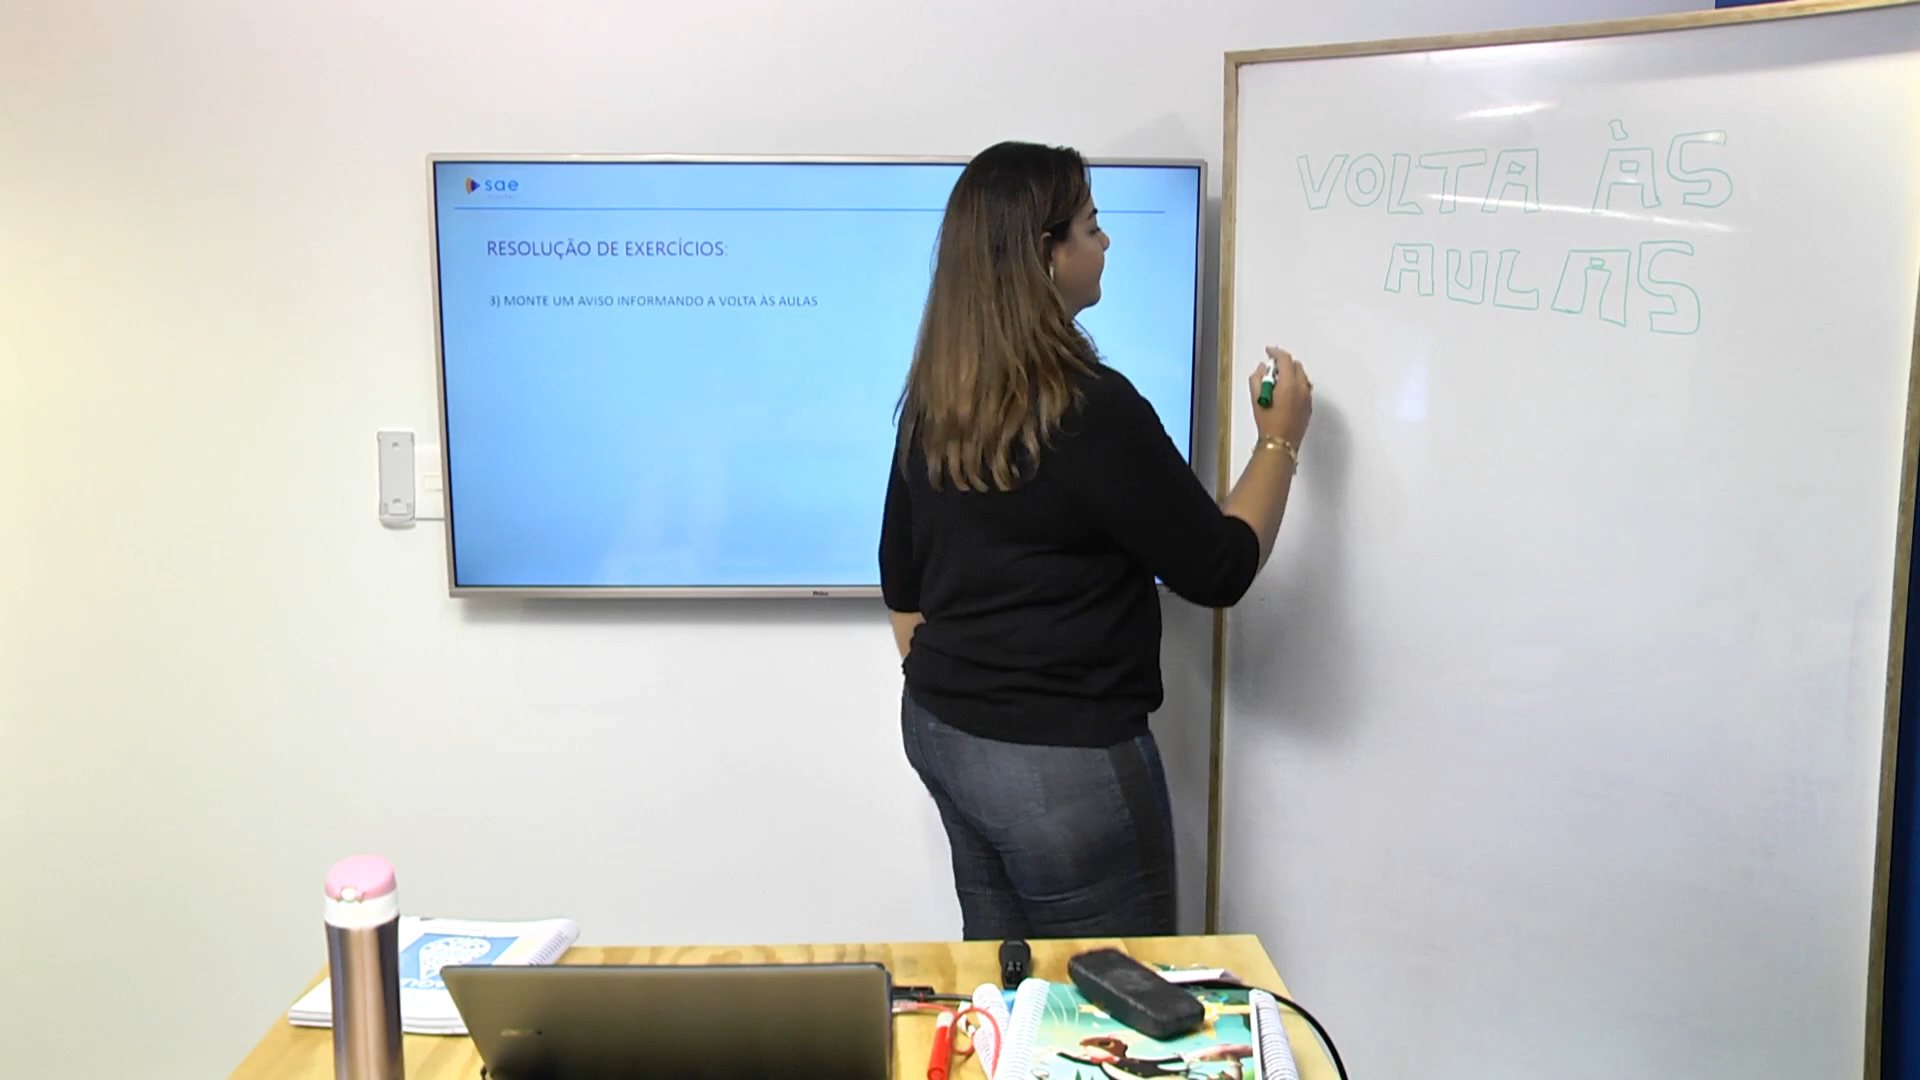 sae
RESOLUÇÃO DE EXERCÍCIOS:
3) MONTE UM AVISO INFORMANDO A VOLTA ÀS AULAS
VOLTA ÀS
AULAS